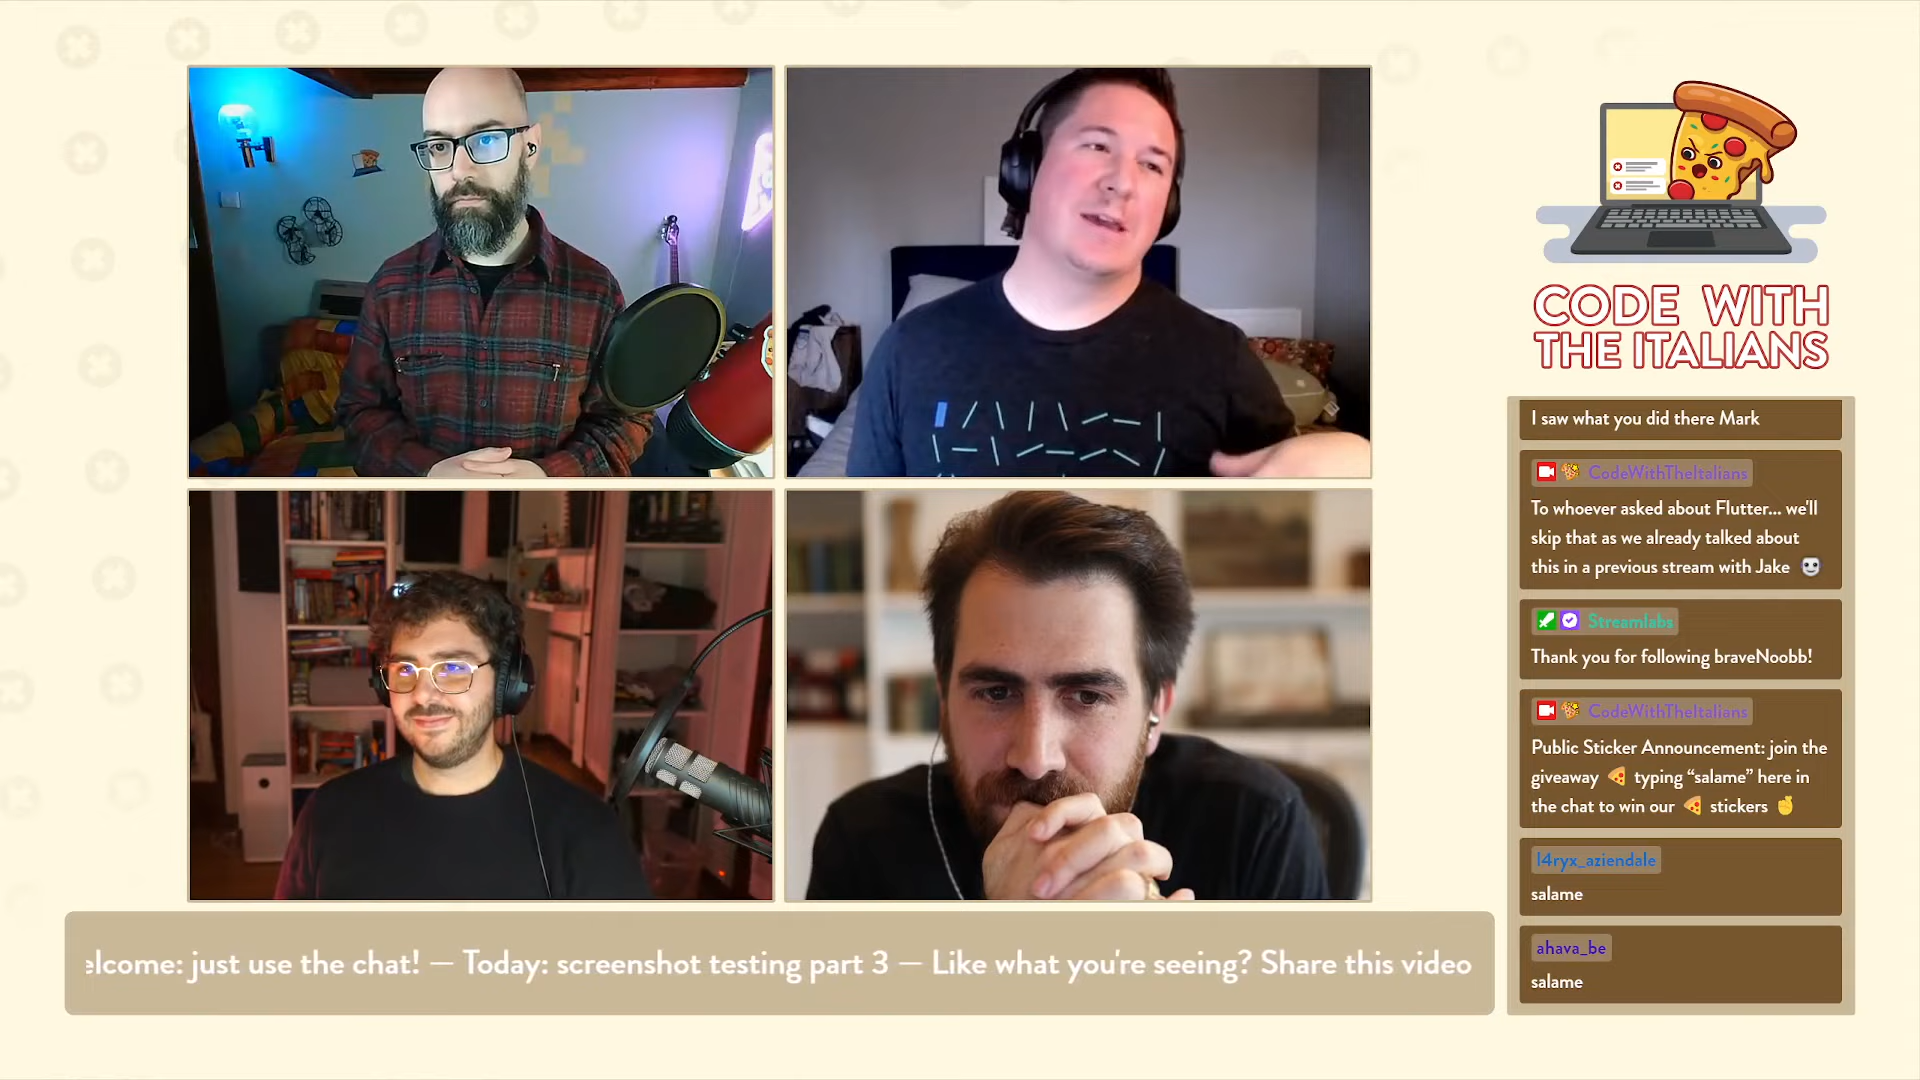 CODE WITH
THE ITALIANS
I saw what you did there Mark
CodeWithTheItalians
To whoever asked about Flutter... we'll
skip that as we already talked about
this in a previous stream with Jake
Streamlabs
Thank you for following braveNoobb!
CodeWithTheItalians
Public Sticker Announcement: join the
giveaway 🍕 typing “salame” here in
the chat to win our 🍕 stickers ✌
l4ryx_aziendale
salame
ahava_be
salame
elcome: just use the chat! — Today: screenshot testing part 3 — Like what you're seeing? Share this video